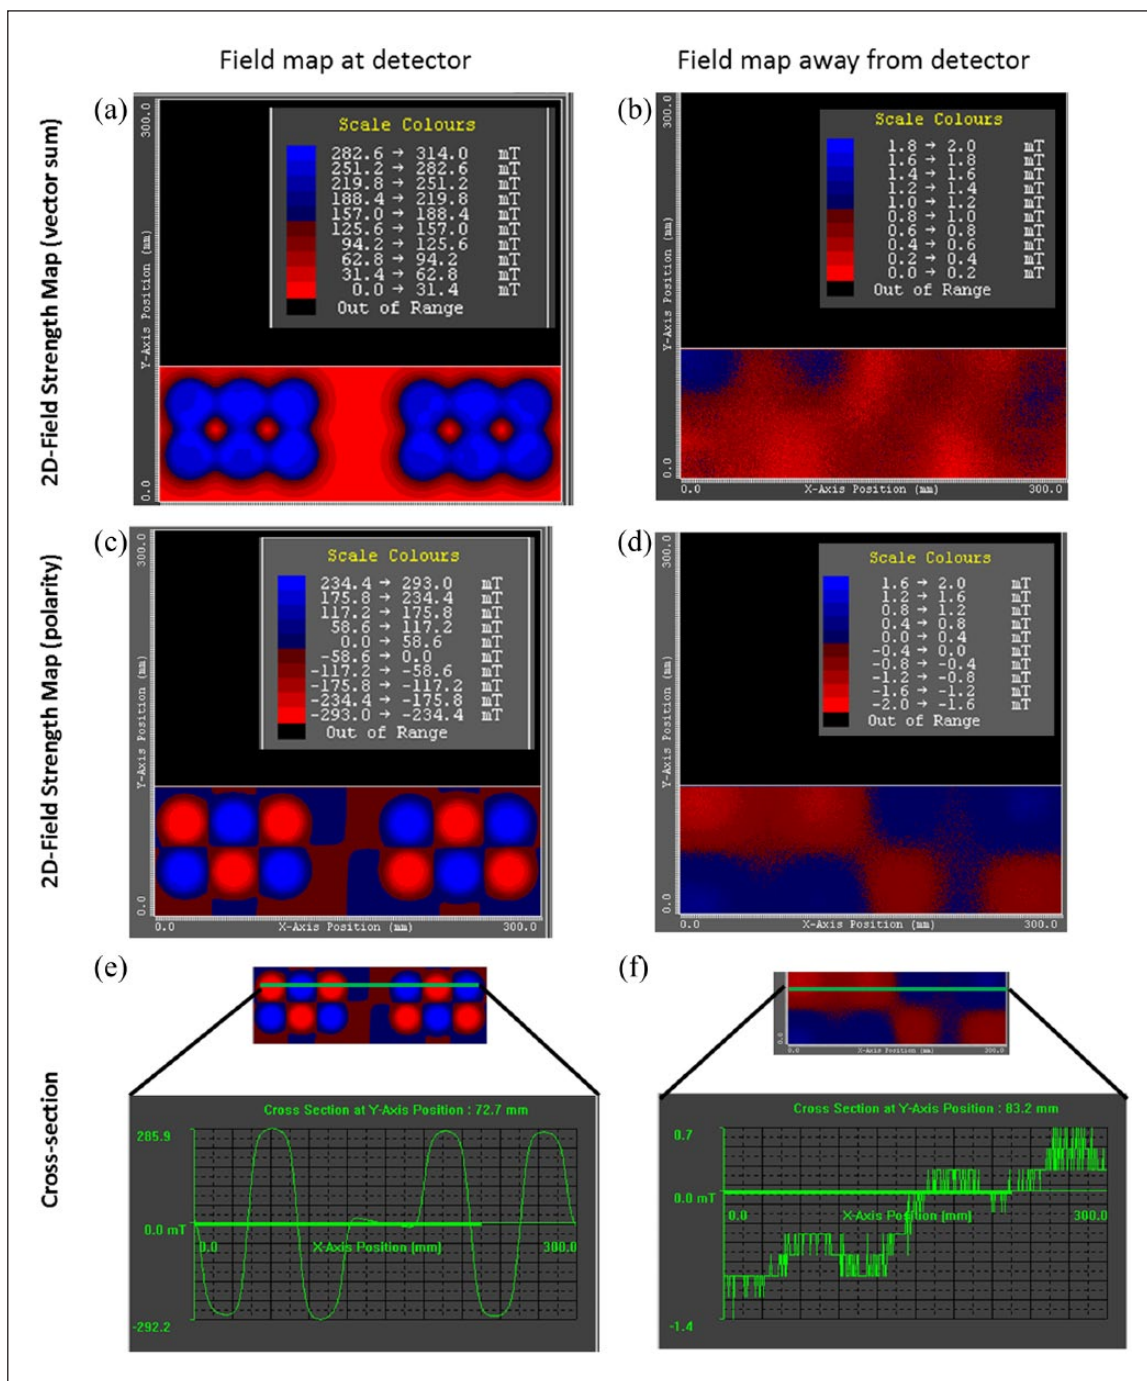 Field map at detector
Field map away from detector
2D-Field Strength Map (vector sum)
(a)
300.0
Y-Axis Position (mm)
0.0
Scale Colours
282.6 → 314.0 mT
251.2 → 282.6 mT
219.8 → 251.2 mT
188.4 → 219.8 mT
157.0 → 188.4 mT
125.6 → 157.0 mT
94.2 → 125.6 mT
62.8 → 94.2 mT
31.4 → 62.8 mT
0.0 → 31.4 mT
Out of Range
(b)
300.0
Y-Axis Position (mm)
0.0
Scale Colours
1.8 → 2.0 mT
1.6 → 1.8 mT
1.4 → 1.6 mT
1.2 → 1.4 mT
1.0 → 1.2 mT
0.8 → 1.0 mT
0.6 → 0.8 mT
0.4 → 0.6 mT
0.2 → 0.4 mT
0.0 → 0.2 mT
Out of Range
0.0 X-Axis Position (mm) 300.0
2D-Field Strength Map (polarity)
(c)
300.0
Y-Axis Position (mm)
0.0
Scale Colours
234.4 → 293.0 mT
175.8 → 234.4 mT
117.2 → 175.8 mT
58.6 → 117.2 mT
0.0 → 58.6 mT
-58.6 → 0.0 mT
-117.2 → -58.6 mT
-175.8 → -117.2 mT
-234.4 → -175.8 mT
-293.0 → -234.4 mT
Out of Range
0.0 X-Axis Position (mm) 300.0
(d)
300.0
Y-Axis Position (mm)
0.0
Scale Colours
1.6 → 2.0 mT
1.2 → 1.6 mT
0.8 → 1.2 mT
0.4 → 0.8 mT
0.0 → 0.4 mT
-0.4 → 0.0 mT
-0.8 → -0.4 mT
-1.2 → -0.8 mT
-1.6 → -1.2 mT
-2.0 → -1.6 mT
Out of Range
0.0 X-Axis Position (mm) 300.0
Cross-section
(e)
Cross Section at Y-Axis Position : 72.7 mm
285.9
0.0 mT
0.0 X-Axis Position (mm) 300.0
-292.2
(f)
0.0
0.0 X-Axis Position (mm) 300.0
Cross Section at Y-Axis Position : 83.2 mm
0.7
0.0 mT
0.0 X-Axis Position (mm) 300.0
-1.4